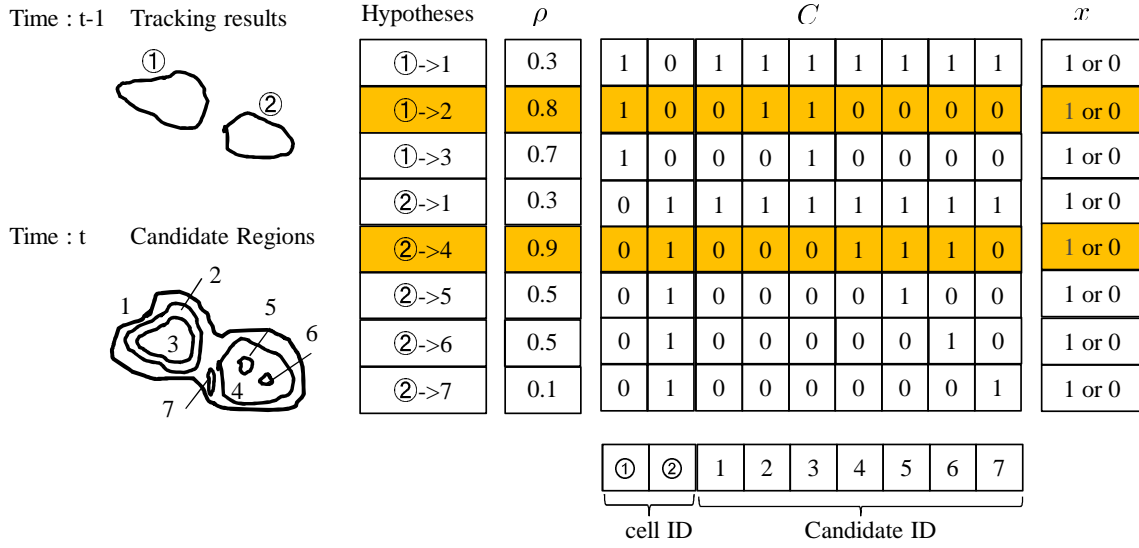 Time : t-1 Tracking results
①
②
Time : t Candidate Regions
1
2
3
4
5
6
7
Hypotheses ρ C x
①->1 0.3 1 0 1 1 1 1 1 1 1 1 or 0
①->2 0.8 1 0 0 1 1 0 0 0 0 1 or 0
①->3 0.7 1 0 0 0 1 0 0 0 0 1 or 0
②->1 0.3 0 1 1 1 1 1 1 1 1 1 or 0
②->4 0.9 0 1 0 0 0 1 1 1 0 1 or 0
②->5 0.5 0 1 0 0 0 0 1 0 0 1 or 0
②->6 0.5 0 1 0 0 0 0 0 1 0 1 or 0
②->7 0.1 0 1 0 0 0 0 0 0 1 1 or 0
① ② 1 2 3 4 5 6 7
cell ID Candidate ID